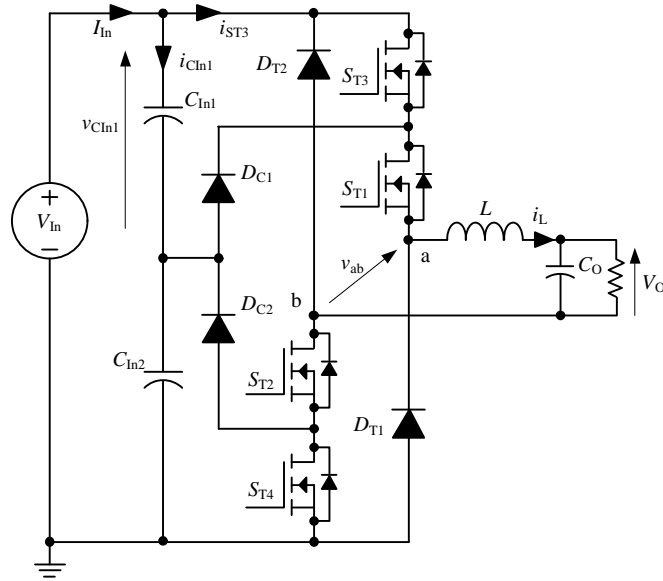 I_In
i_ST3
i_CIn1
D_T2
S_T3
C_In1
v_CIn1
D_C1
S_T1
+
V_In
−
L
i_L
a
v_ab
C_O
V_O
b
D_C2
C_In2
S_T2
D_T1
S_T4